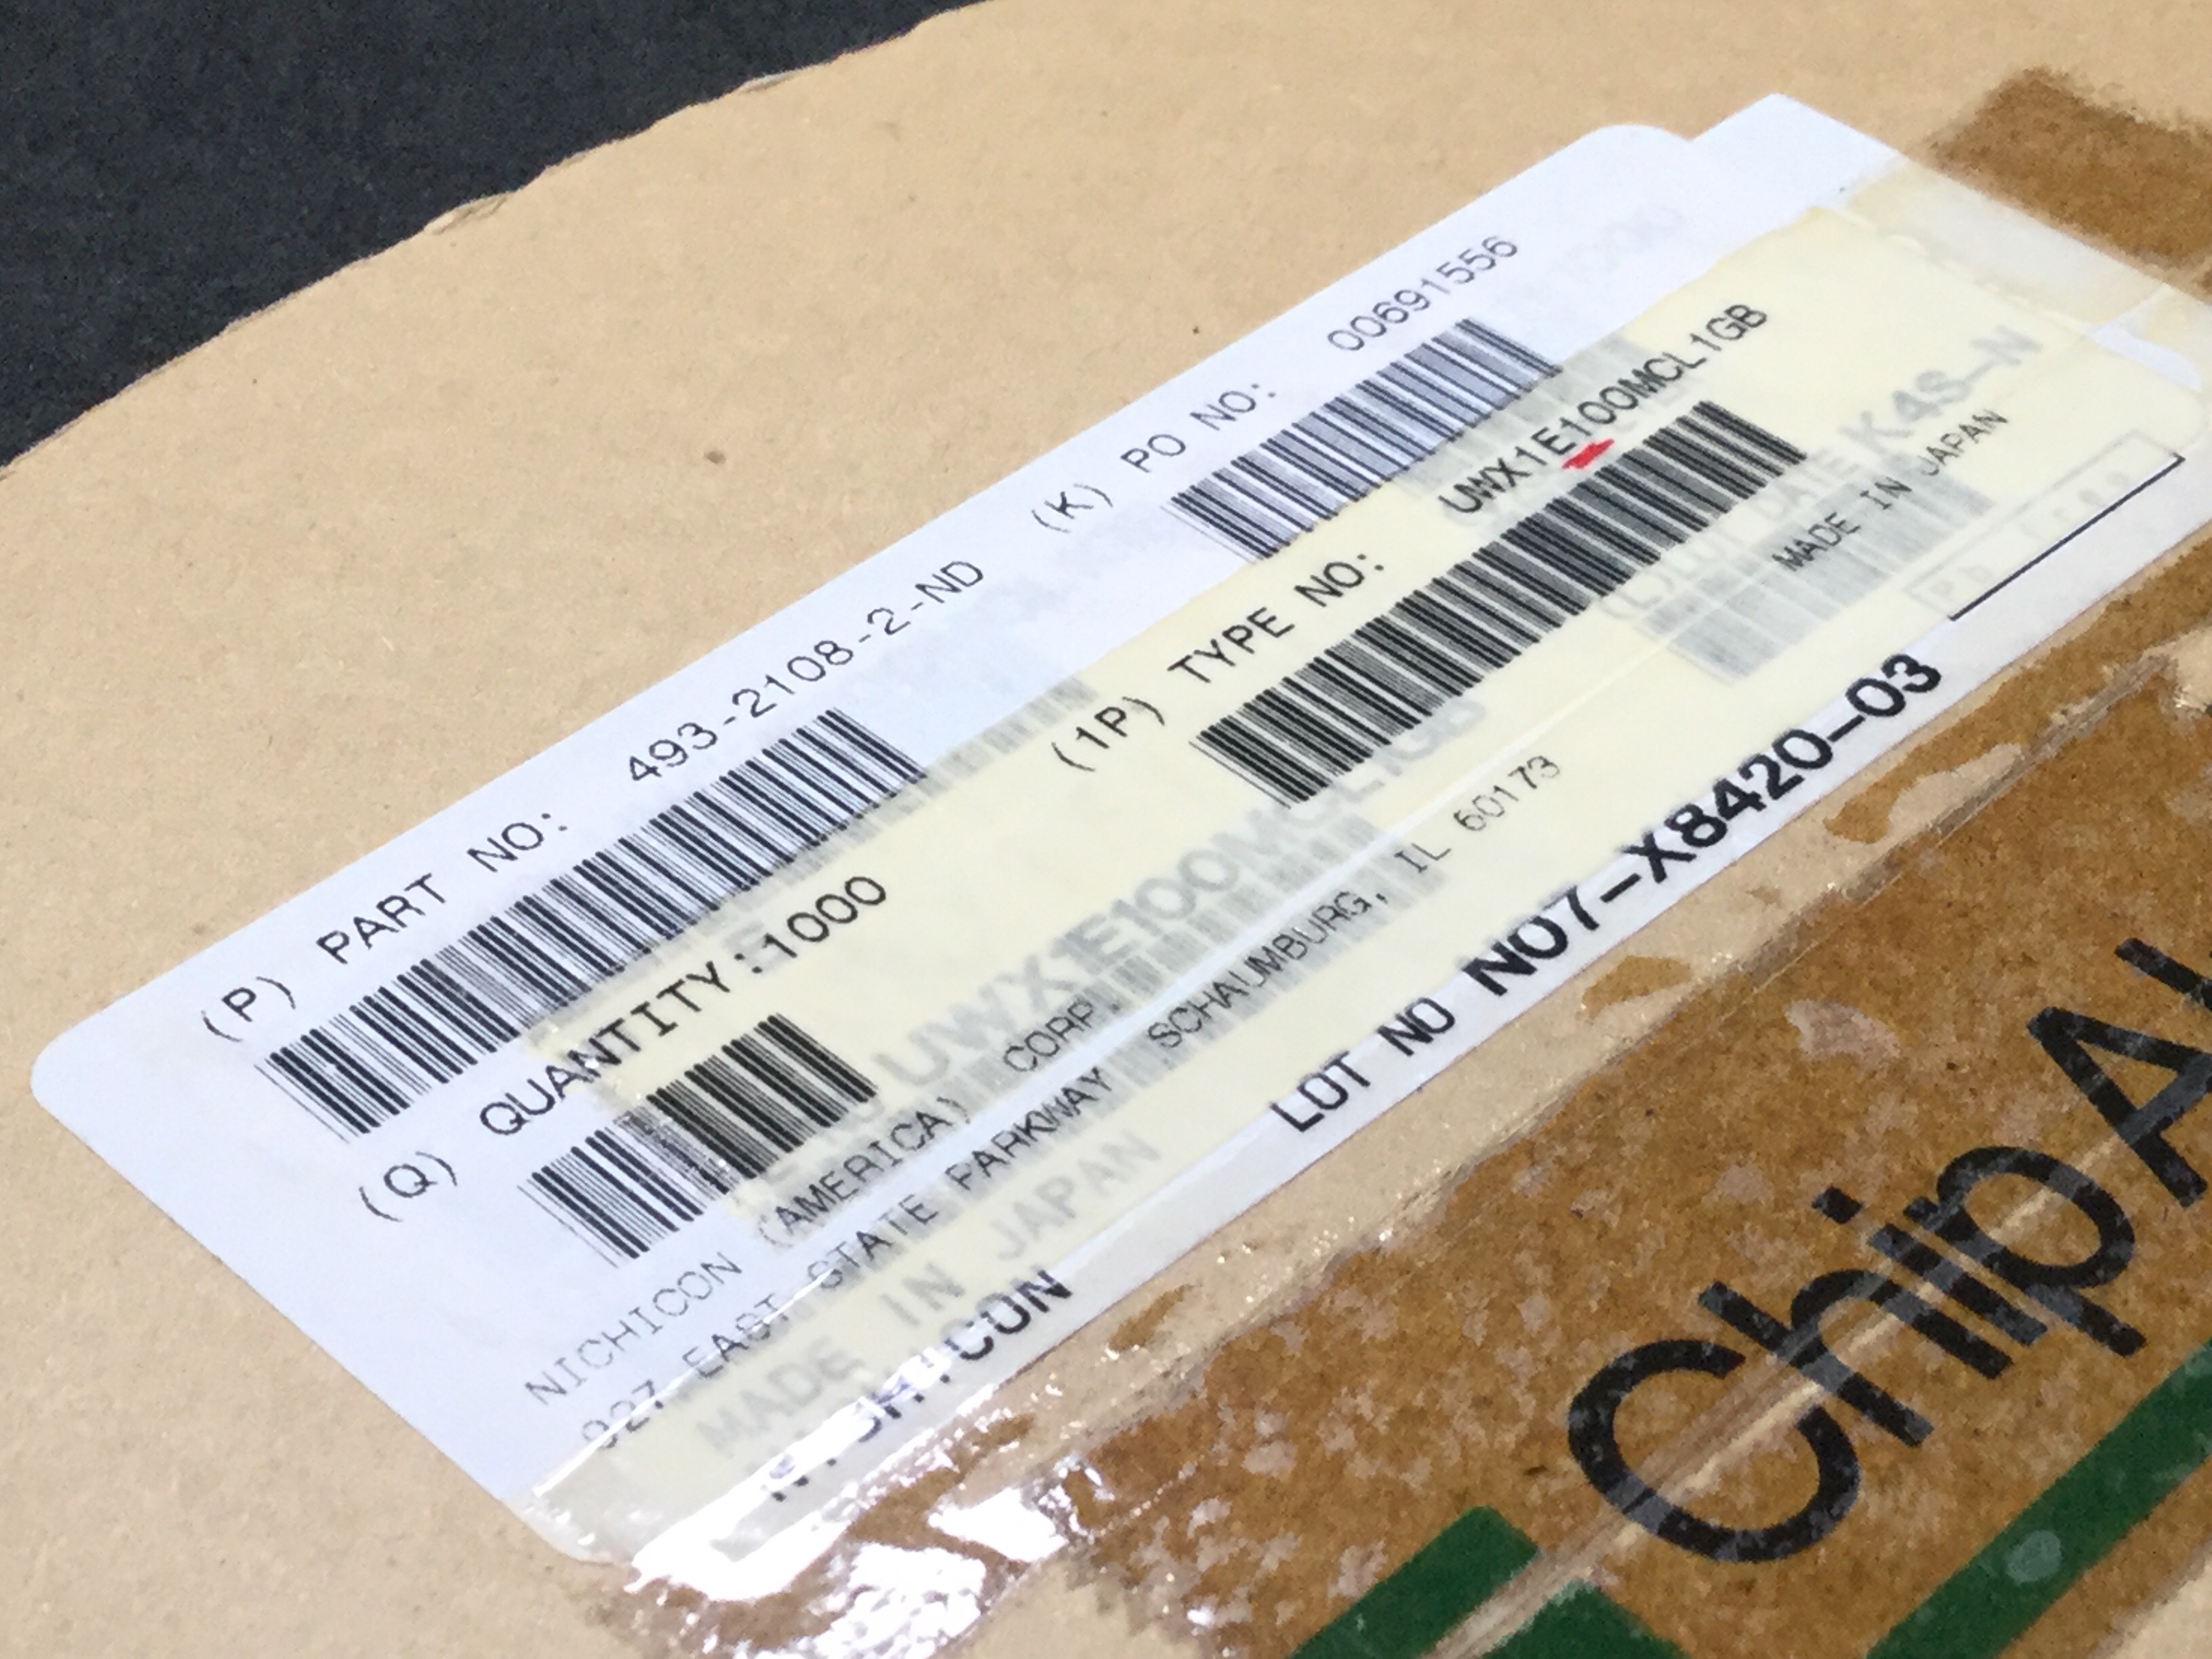 (P) PART NO: 493-2108-2-ND
(K) PO NO: 00691556
(Q) QUANTITY:1000
(1P) TYPE NO: UWX1E100MCL1GB
NICHICON (AMERICA) CORP.
927 EAST STATE PARKWAY SCHAUMBURG, IL 60173
MADE IN JAPAN
UWX1E100MCL1GB
K4S-N
MADE IN JAPAN
NICHICON
LOT NO N07-X8420-03
Chip